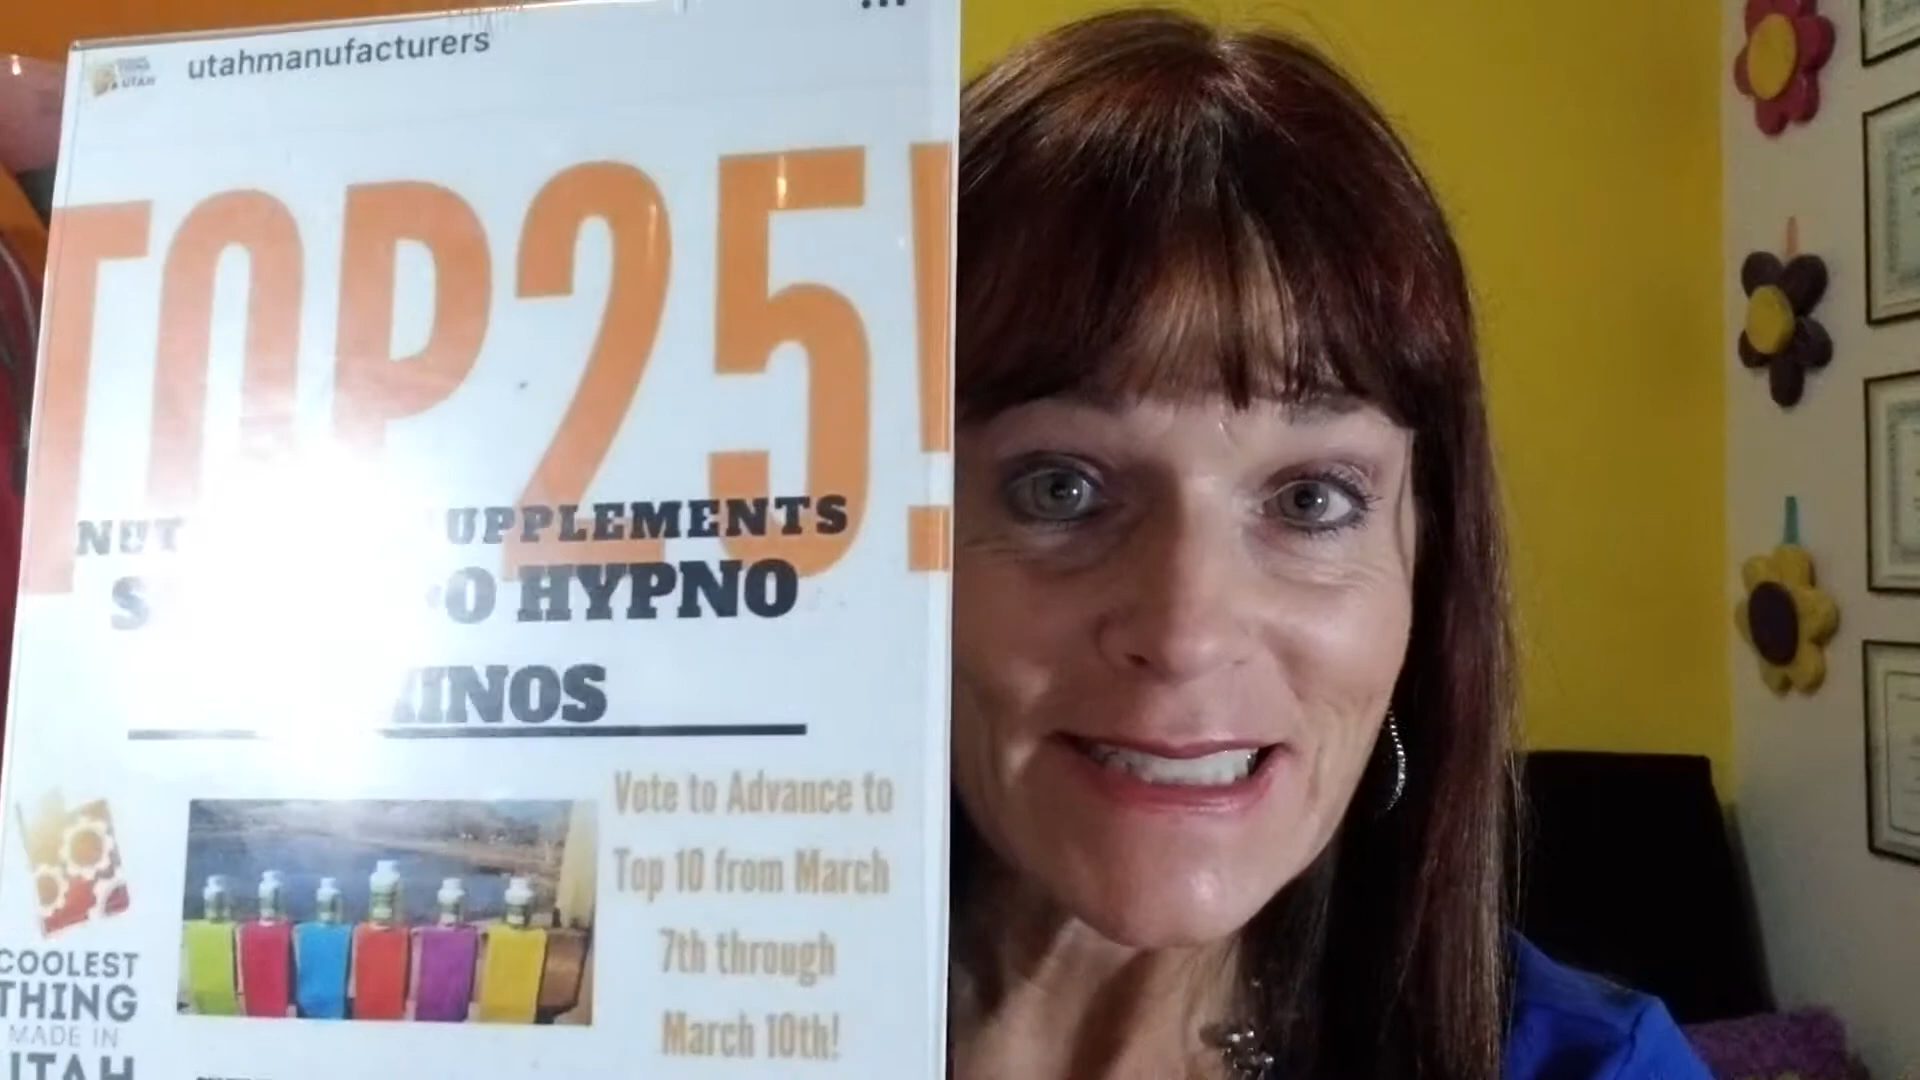 utahmanufacturers
TOP25!
UPPLEMENTS
HYPNO
Vote to Advance to
Top 10 from March
7th through
March 10th!
COOLEST
THING
MADE IN
UTAH